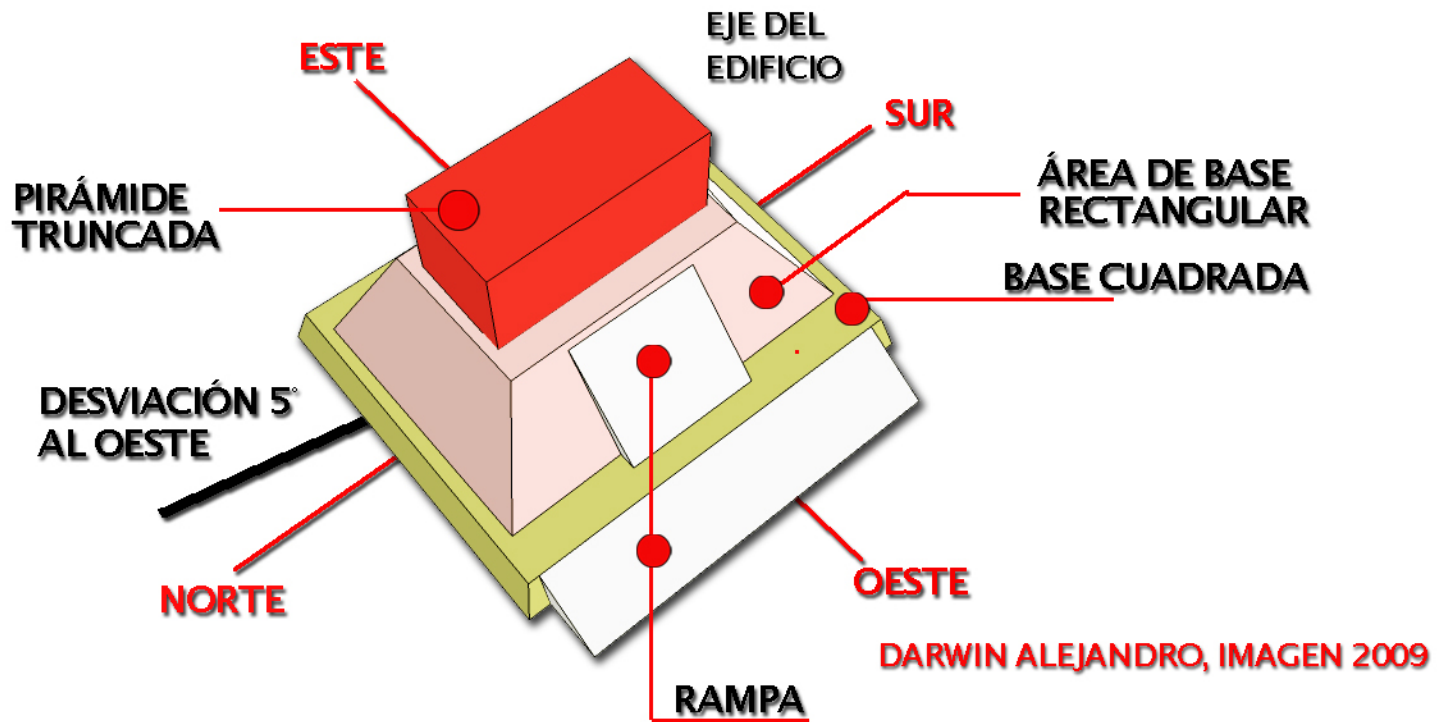 EJE DEL
EDIFICIO
ESTE
SUR
PIRÁMIDE
TRUNCADA
ÁREA DE BASE
RECTANGULAR
BASE CUADRADA
DESVIACIÓN 5°
AL OESTE
NORTE
OESTE
DARWIN ALEJANDRO, IMAGEN 2009
RAMPA